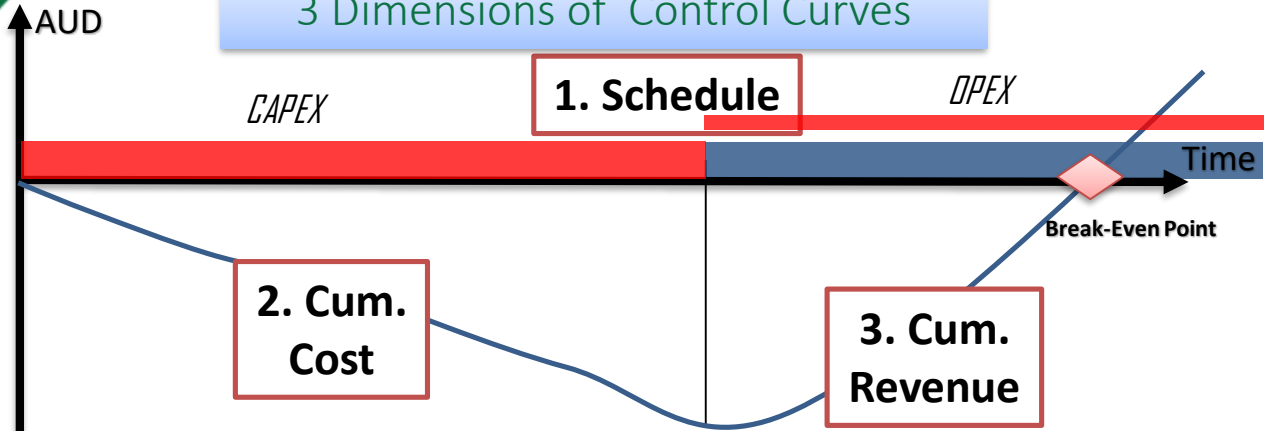 3 Dimensions of Control Curves
AUD
CAPEX
1. Schedule
OPEX
Time
Break-Even Point
2. Cum.
Cost
3. Cum.
Revenue